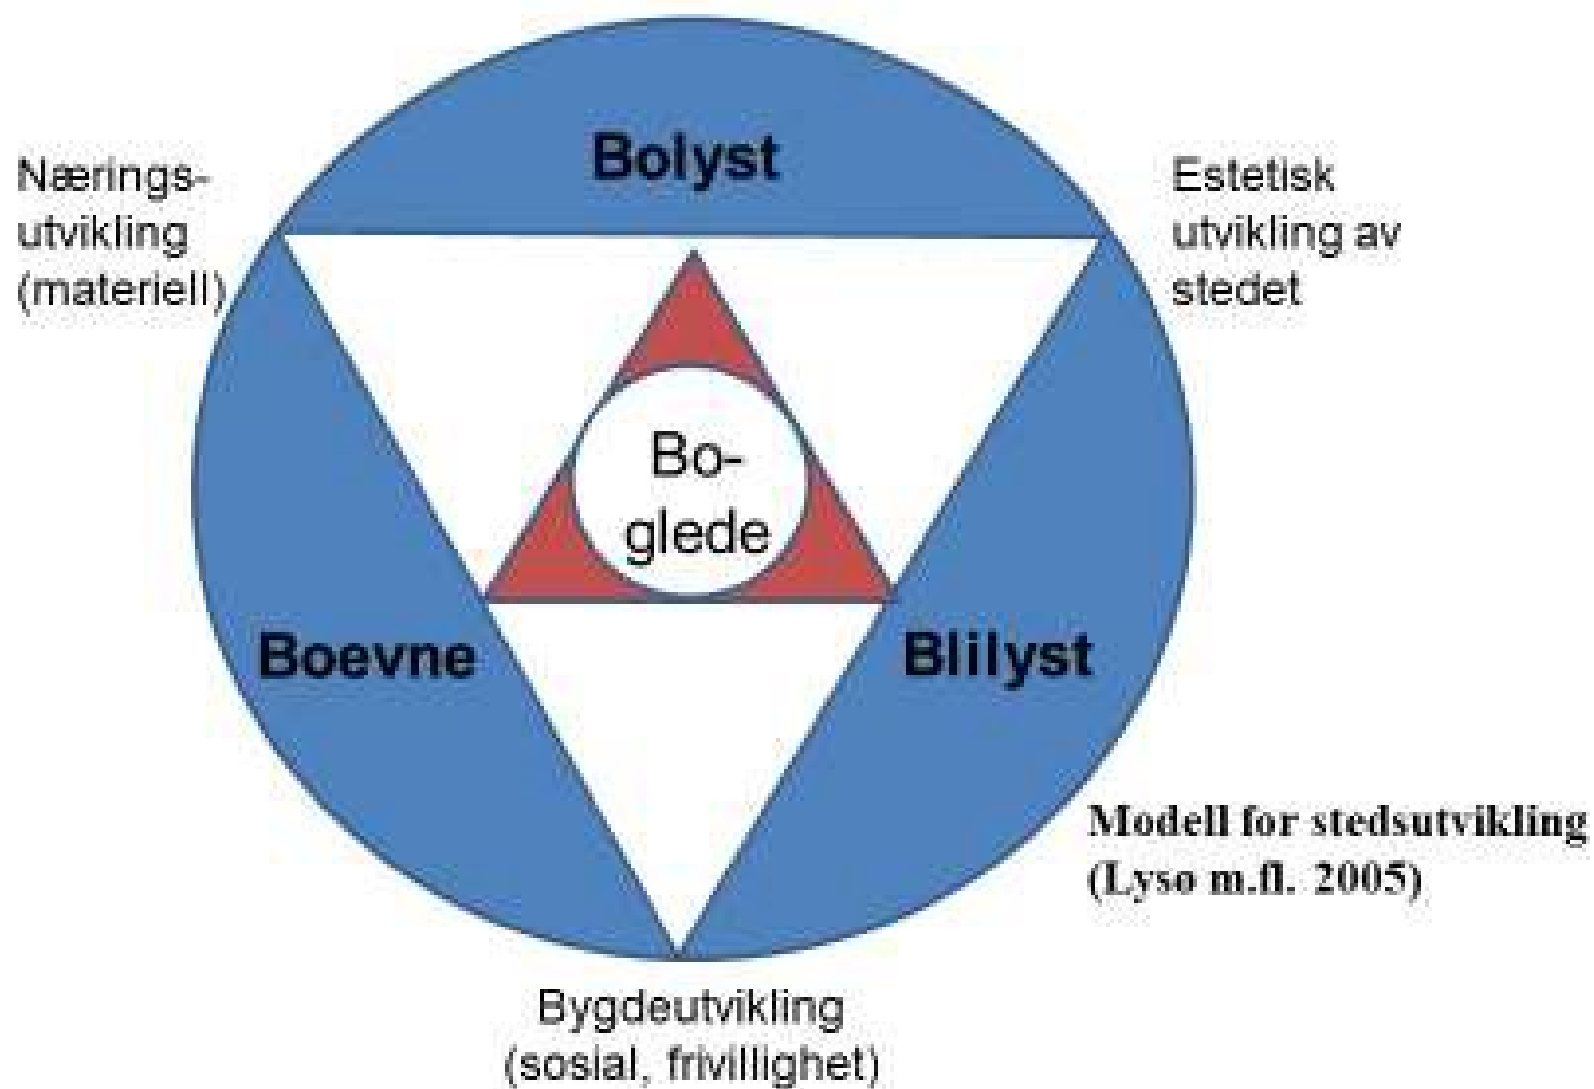 Bolyst
Nærings-
utvikling
(materiell)
Estetisk
utvikling av
stedet
Bo-
glede
Boevne
Blilyst
Modell for stedsutvikling
(Lysø m.fl. 2005)
Bygdeutvikling
(sosial, frivillighet)